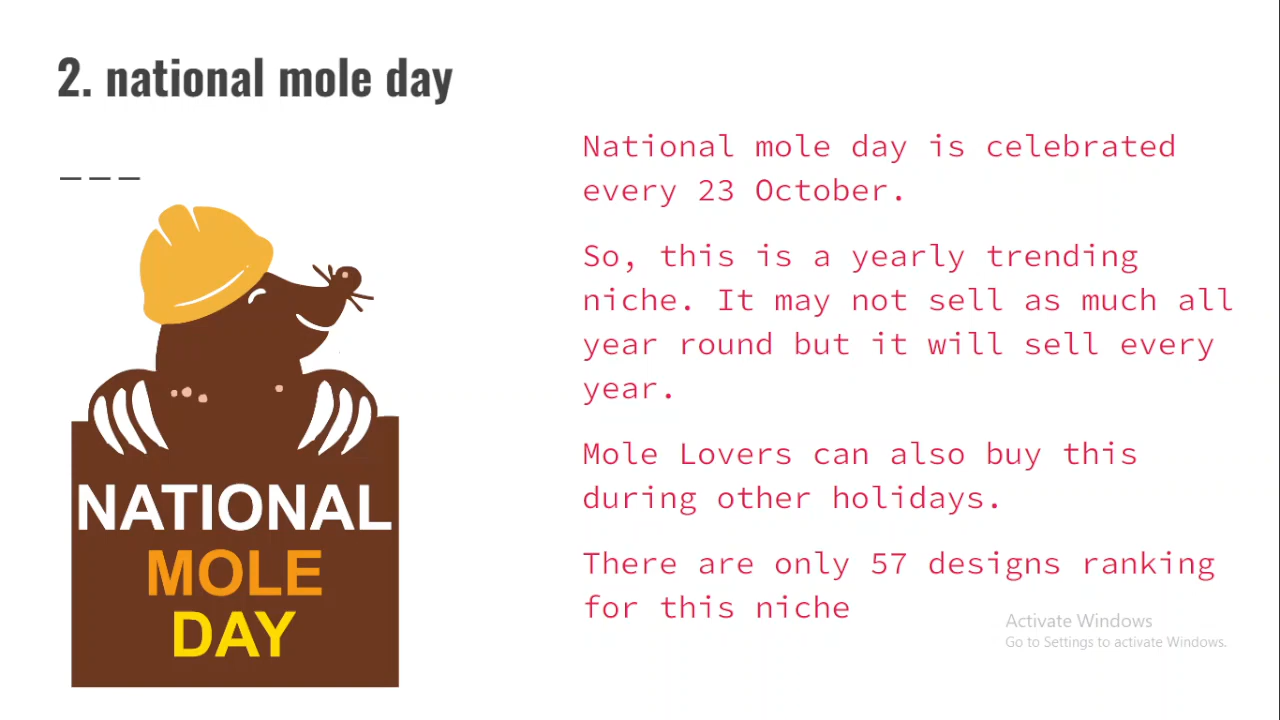 2. national mole day
National mole day is celebrated
every 23 October.
So, this is a yearly trending
niche. It may not sell as much all
year round but it will sell every
year.
Mole Lovers can also buy this
during other holidays.
There are only 57 designs ranking
for this niche
NATIONAL
MOLE
DAY
Activate Windows
Go to Settings to activate Windows.